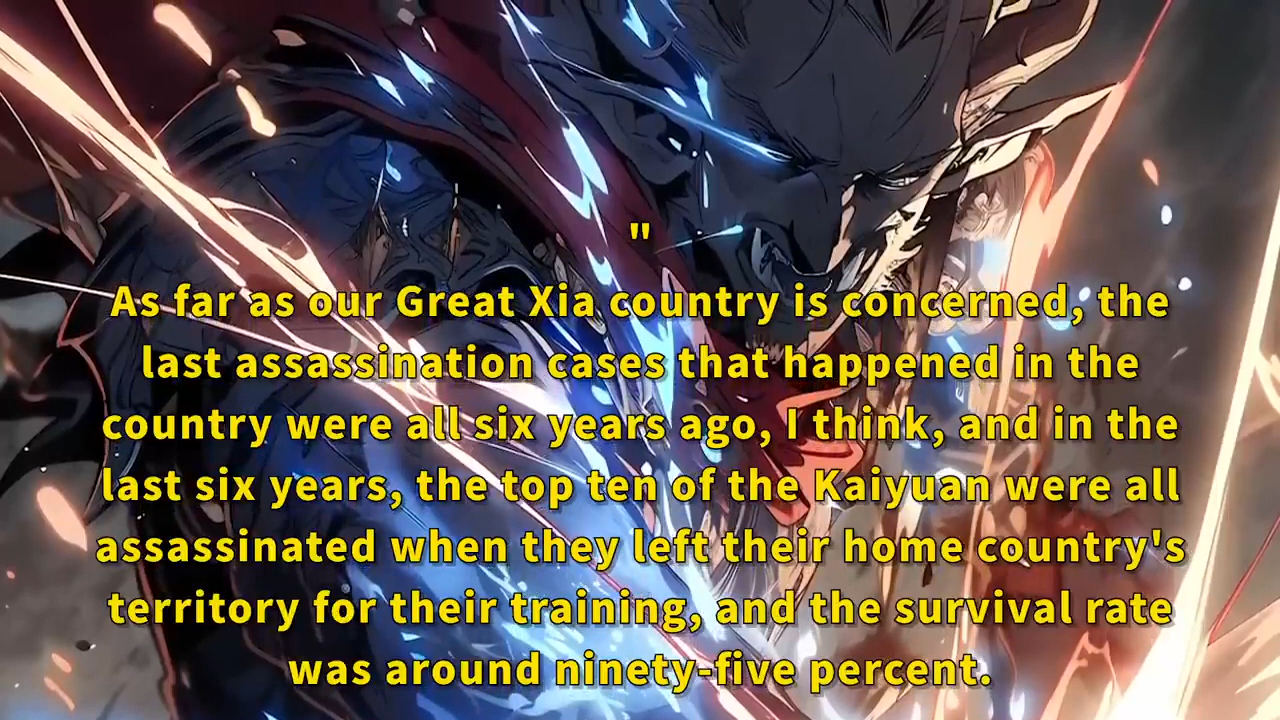 "
As far as our Great Xia country is concerned, the
last assassination cases that happened in the
country were all six years ago, I think, and in the
last six years, the top ten of the Kaiyuan were all
assassinated when they left their home country's
territory for their training, and the survival rate
was around ninety-five percent.